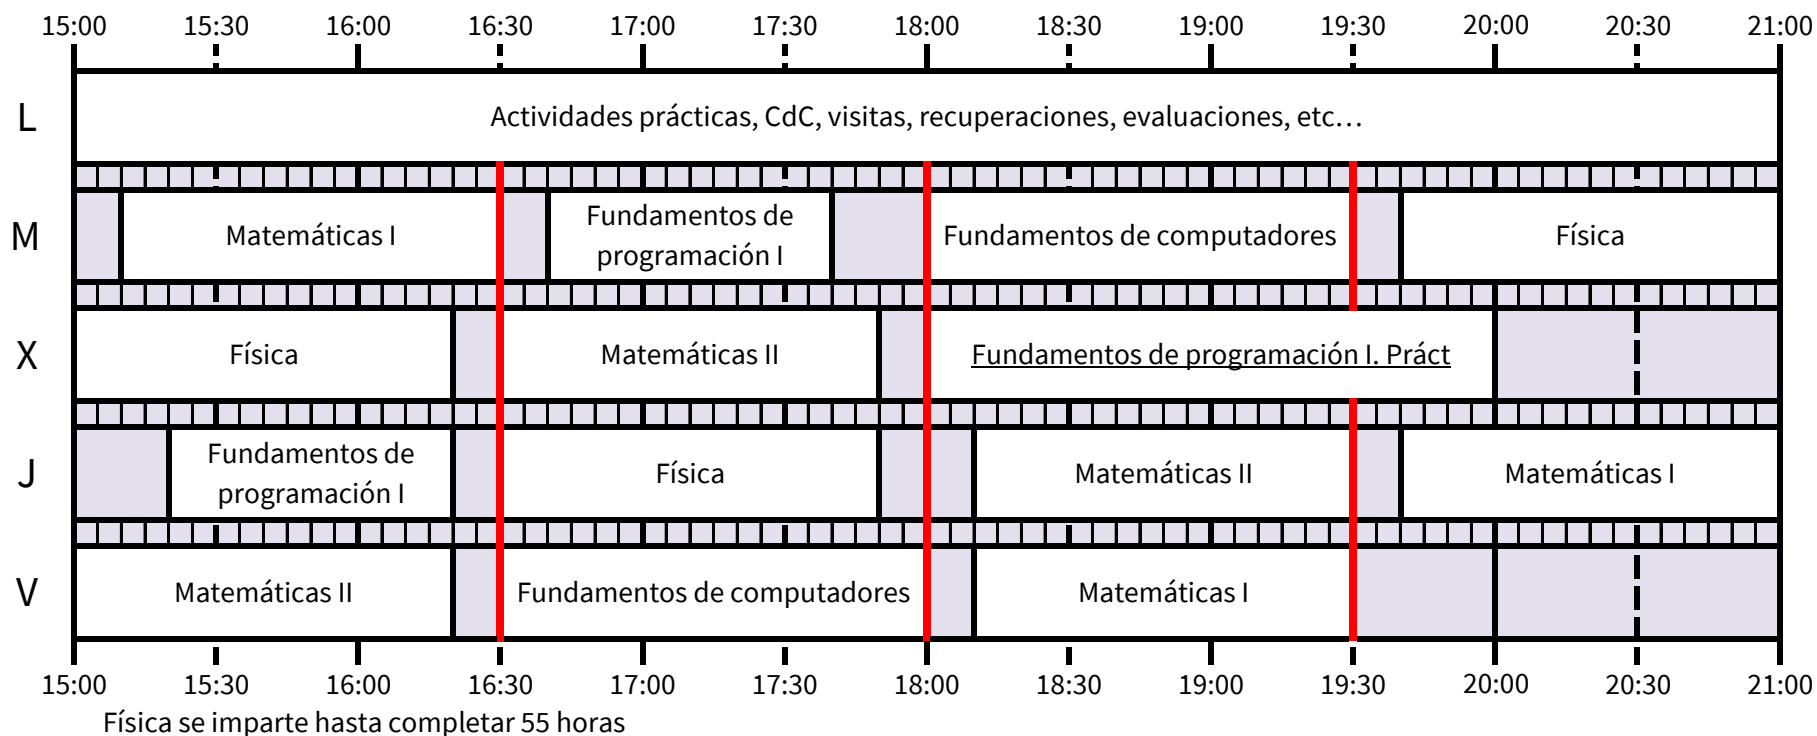 15:00 15:30 16:00 16:30 17:00 17:30 18:00 18:30 19:00 19:30 20:00 20:30 21:00
L
Actividades prácticas, CdC, visitas, recuperaciones, evaluaciones, etc…
M
Matemáticas I
Fundamentos de
programación I
Fundamentos de computadores
Física
X
Física
Matemáticas II
Fundamentos de programación I. Práct
J
Fundamentos de
programación I
Física
Matemáticas II
Matemáticas I
V
Matemáticas II
Fundamentos de computadores
Matemáticas I
15:00 15:30 16:00 16:30 17:00 17:30 18:00 18:30 19:00 19:30 20:00 20:30 21:00
Física se imparte hasta completar 55 horas